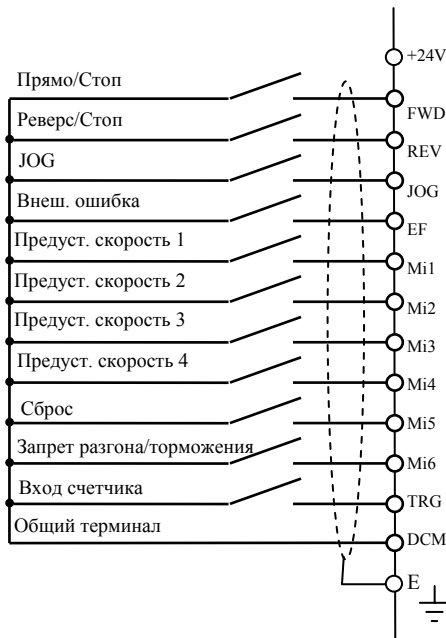 +24V
Прямо/Стоп
FWD
Реверс/Стоп
REV
JOG
JOG
Внеш. ошибка
EF
Предуст. скорость 1
Mi1
Предуст. скорость 2
Mi2
Предуст. скорость 3
Mi3
Предуст. скорость 4
Mi4
Сброс
Mi5
Запрет разгона/торможения
Mi6
Вход счетчика
TRG
Общий терминал
DCM
E